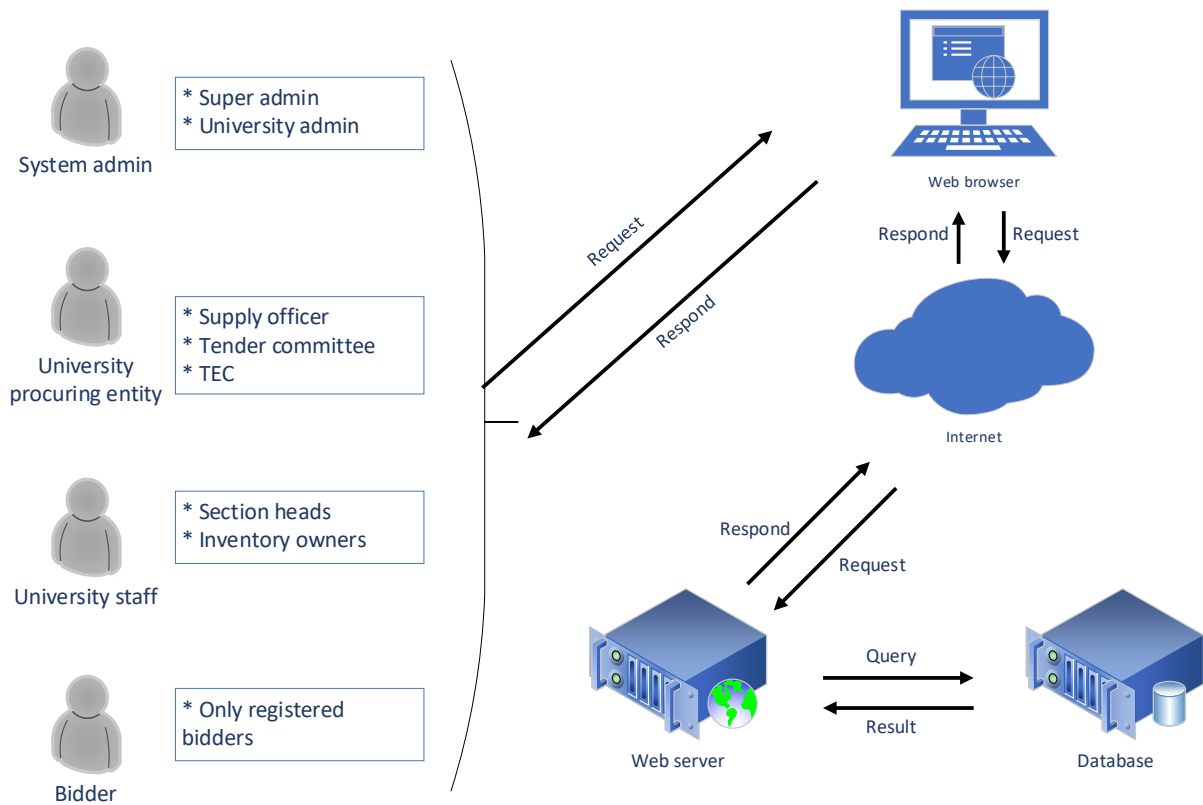 * Super admin
* University admin
System admin
* Supply officer
* Tender committee
* TEC
University
procuring entity
* Section heads
* Inventory owners
University staff
* Only registered
bidders
Bidder
Request
Respond
Web browser
Respond
Request
Internet
Respond
Request
Web server
Query
Result
Database